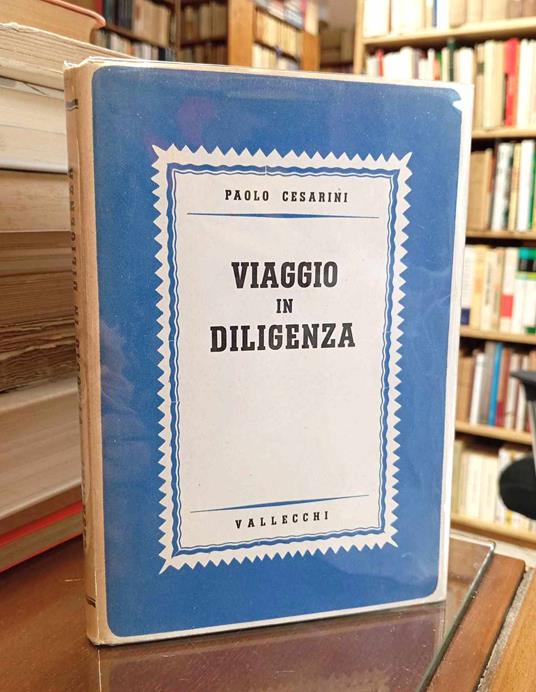 PAOLO CESARINI
VIAGGIO
IN
DILIGENZA
VALLECCHI